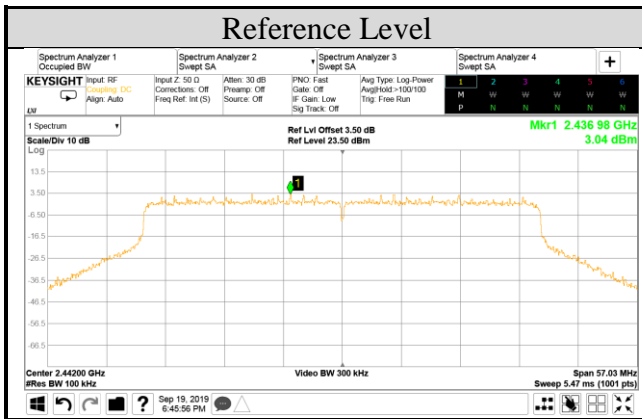 Reference Level
Spectrum Analyzer 1
Occupied BW
Spectrum Analyzer 2
Swept SA
Spectrum Analyzer 3
Swept SA
Spectrum Analyzer 4
Swept SA
+
KEYSIGHT
Input: RF
Coupling: DC
Align: Auto
LXI
Input Z: 50 Ω
Corrections: Off
Freq Ref: Int (S)
Atten: 30 dB
Preamp: Off
Source: Off
PNO: Fast
Gate: Off
IF Gain: Low
Sig Track: Off
Avg Type: Log-Power
Avg|Hold:>100/100
Trig: Free Run
1 2 3 4 5 6
M W W W W W
P N N N N N
1 Spectrum
Scale/Div 10 dB
Log
Ref Lvl Offset 3.50 dB
Ref Level 23.50 dBm
Mkr1 2.436 98 GHz
3.04 dBm
1
13.5
3.50
-6.50
-16.5
-26.5
-36.5
-46.5
-56.5
-66.5
Center 2.44200 GHz
#Res BW 100 kHz
Video BW 300 kHz
Span 57.03 MHz
Sweep 5.47 ms (1001 pts)
?
Sep 19, 2019
6:45:56 PM